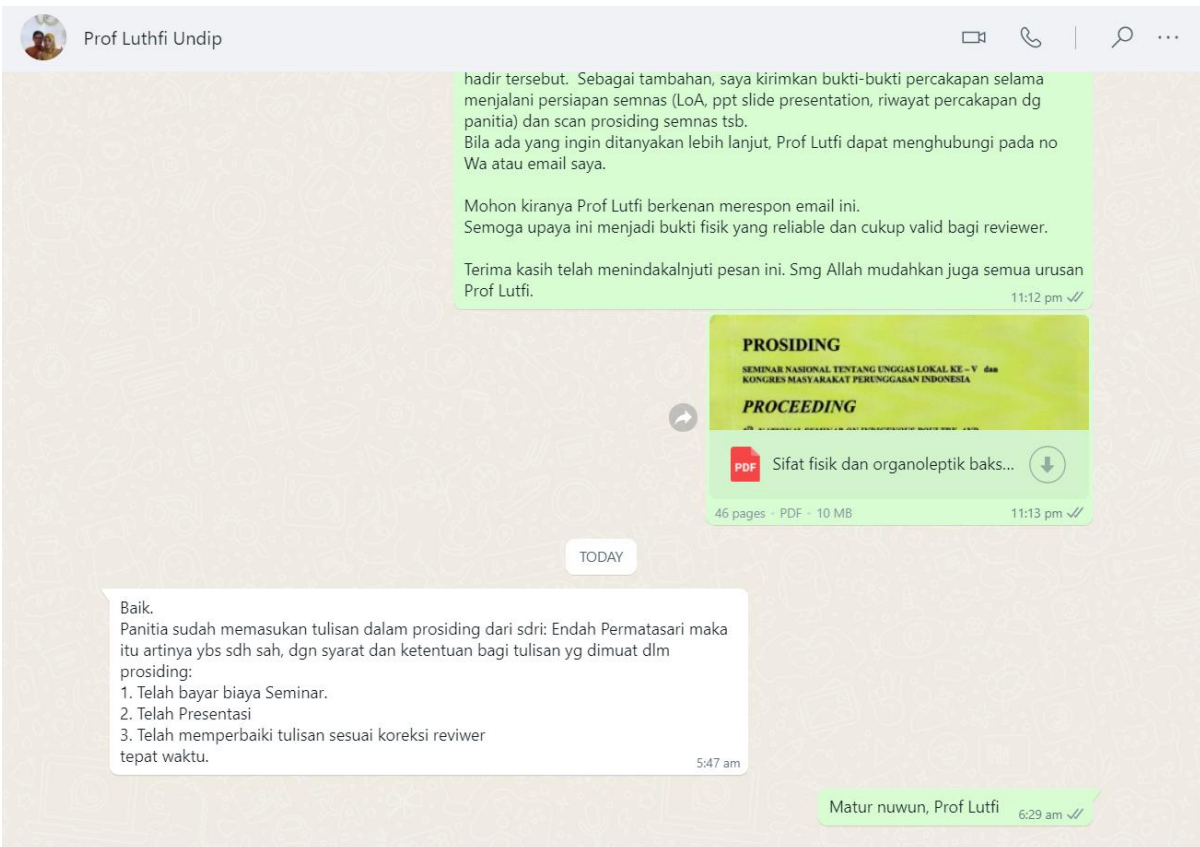 Prof Luthfi Undip
hadir tersebut. Sebagai tambahan, saya kirimkan bukti-bukti percakapan selama
menjalani persiapan semnas (LoA, ppt slide presentation, riwayat percakapan dg
panitia) dan scan prosiding semnas tsb.
Bila ada yang ingin ditanyakan lebih lanjut, Prof Lutfi dapat menghubungi pada no
Wa atau email saya.
Mohon kiranya Prof Lutfi berkenan merespon email ini.
Semoga upaya ini menjadi bukti fisik yang reliable dan cukup valid bagi reviewer.
Terima kasih telah menindakalnjuti pesan ini. Smg Allah mudahkan juga semua urusan
Prof Lutfi.
11:12 pm
PROSIDING
SEMINAR NASIONAL TENTANG UNGGAS LOKAL KE – V dan
KONGRES MASYARAKAT PERUNGGASAN INDONESIA
PROCEEDING
PDF
Sifat fisik dan organoleptik baks...
46 pages · PDF · 10 MB
11:13 pm
TODAY
Baik.
Panitia sudah memasukan tulisan dalam prosiding dari sdri: Endah Permatasari maka
itu artinya ybs sdh sah, dgn syarat dan ketentuan bagi tulisan yg dimuat dlm
prosiding:
1. Telah bayar biaya Seminar.
2. Telah Presentasi
3. Telah memperbaiki tulisan sesuai koreksi reviwer
tepat waktu.
5:47 am
Matur nuwun, Prof Lutfi
6:29 am